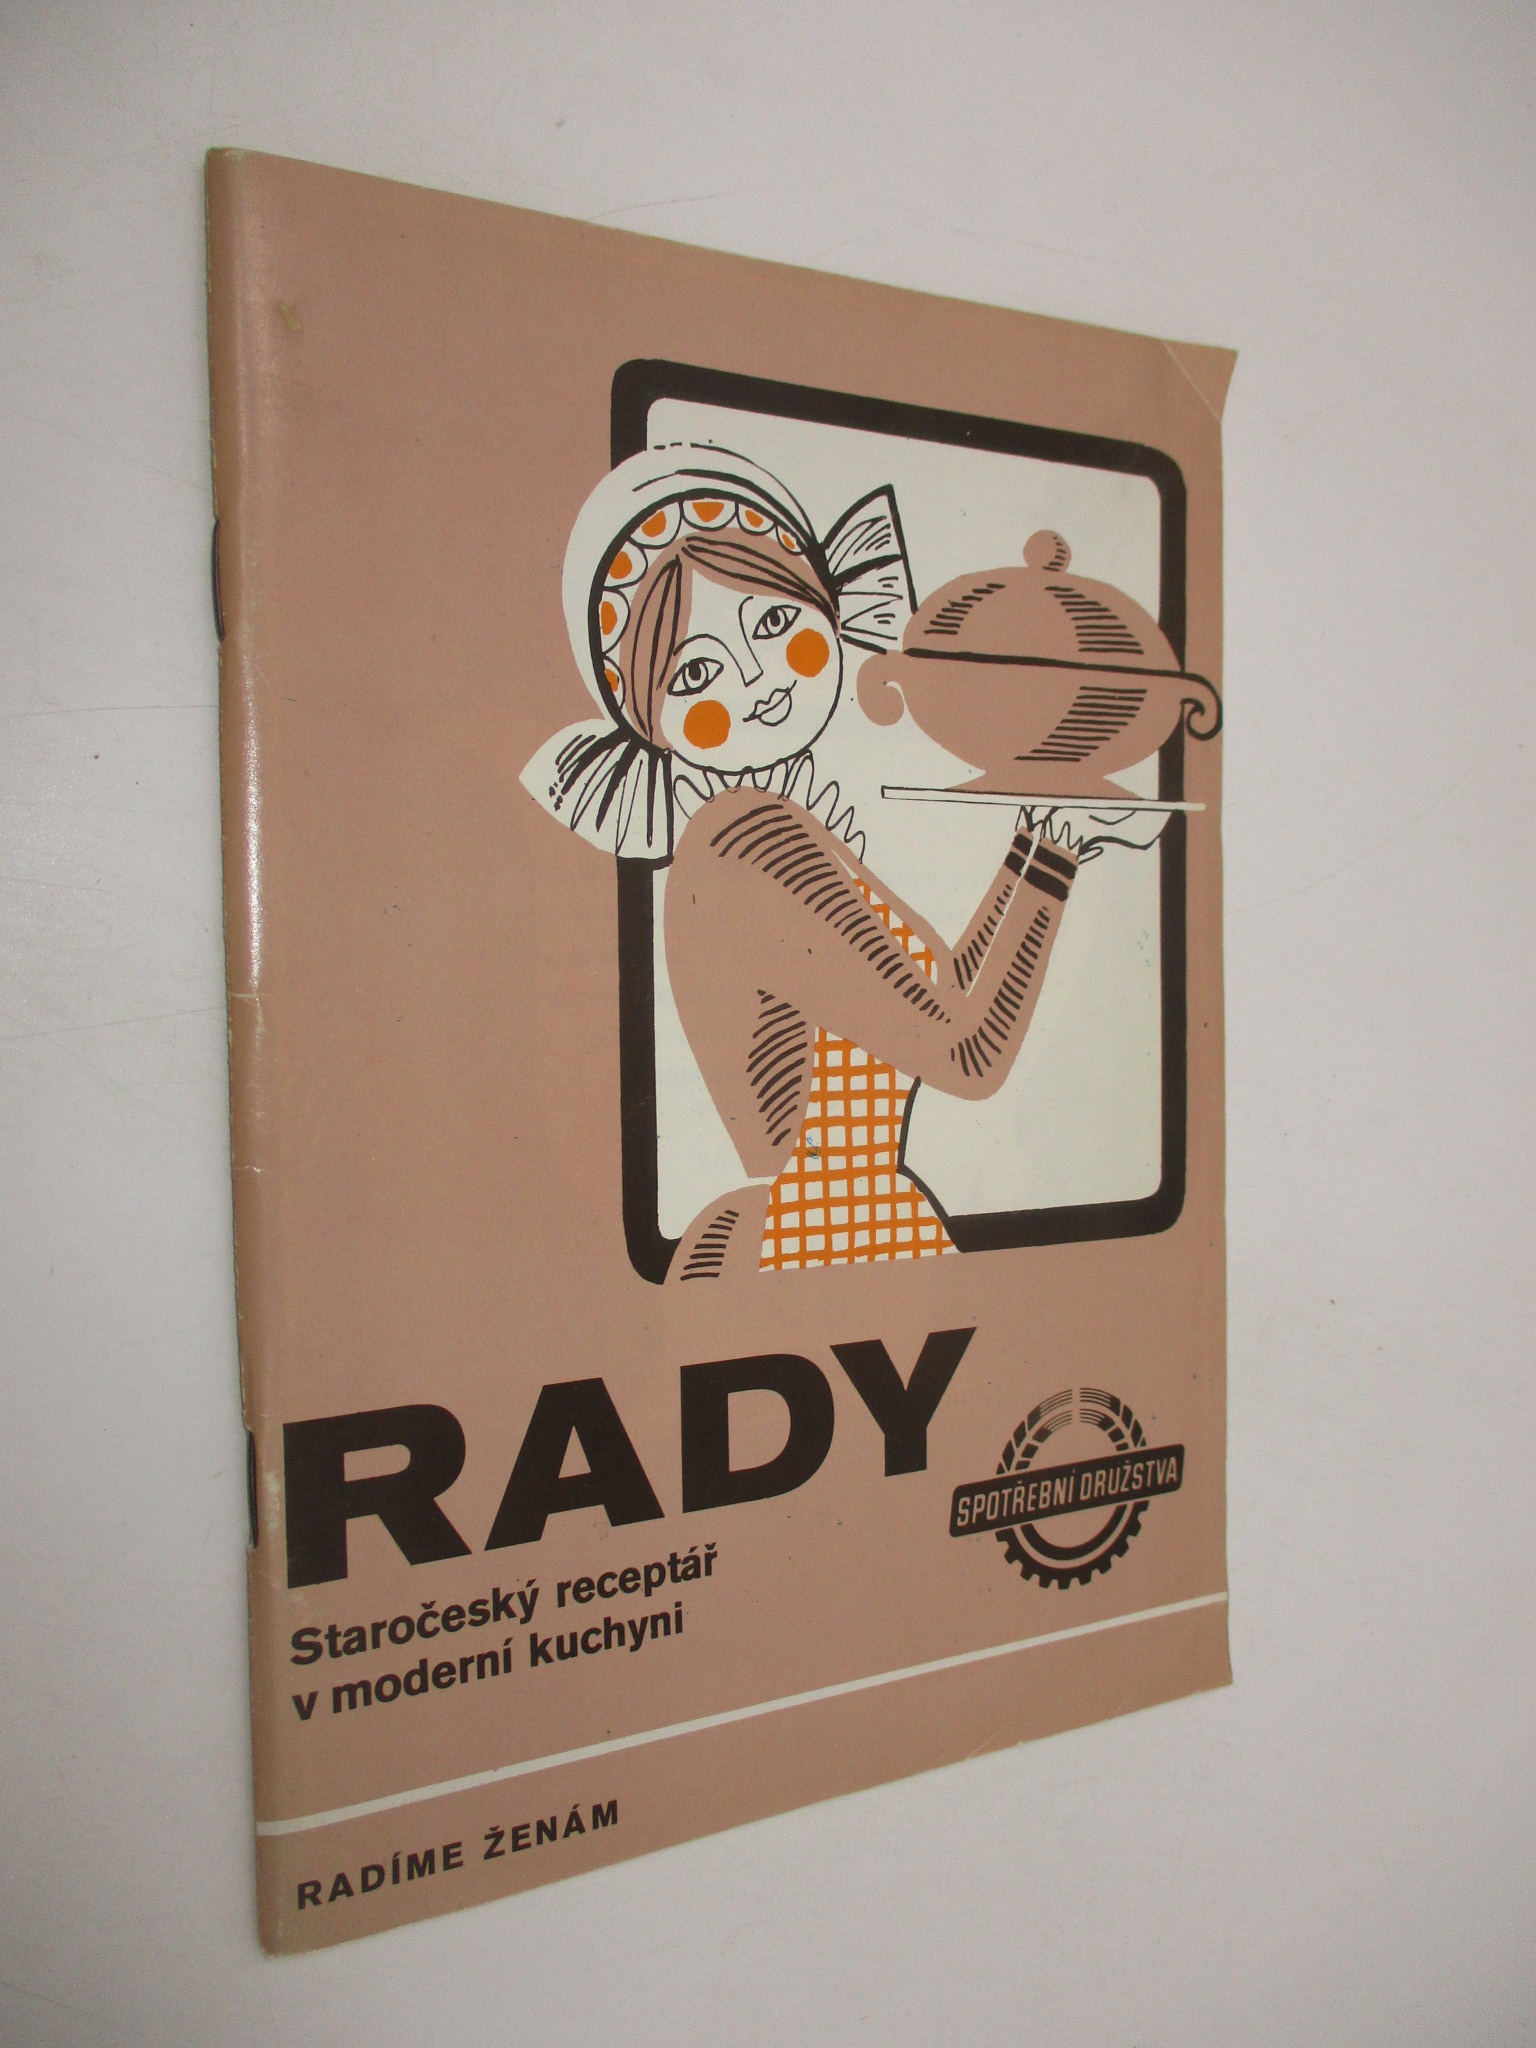 RADY
SPOTŘEBNÍ DRUŽSTVA
Staročeský receptář
v moderní kuchyni
RADÍME ŽENÁM